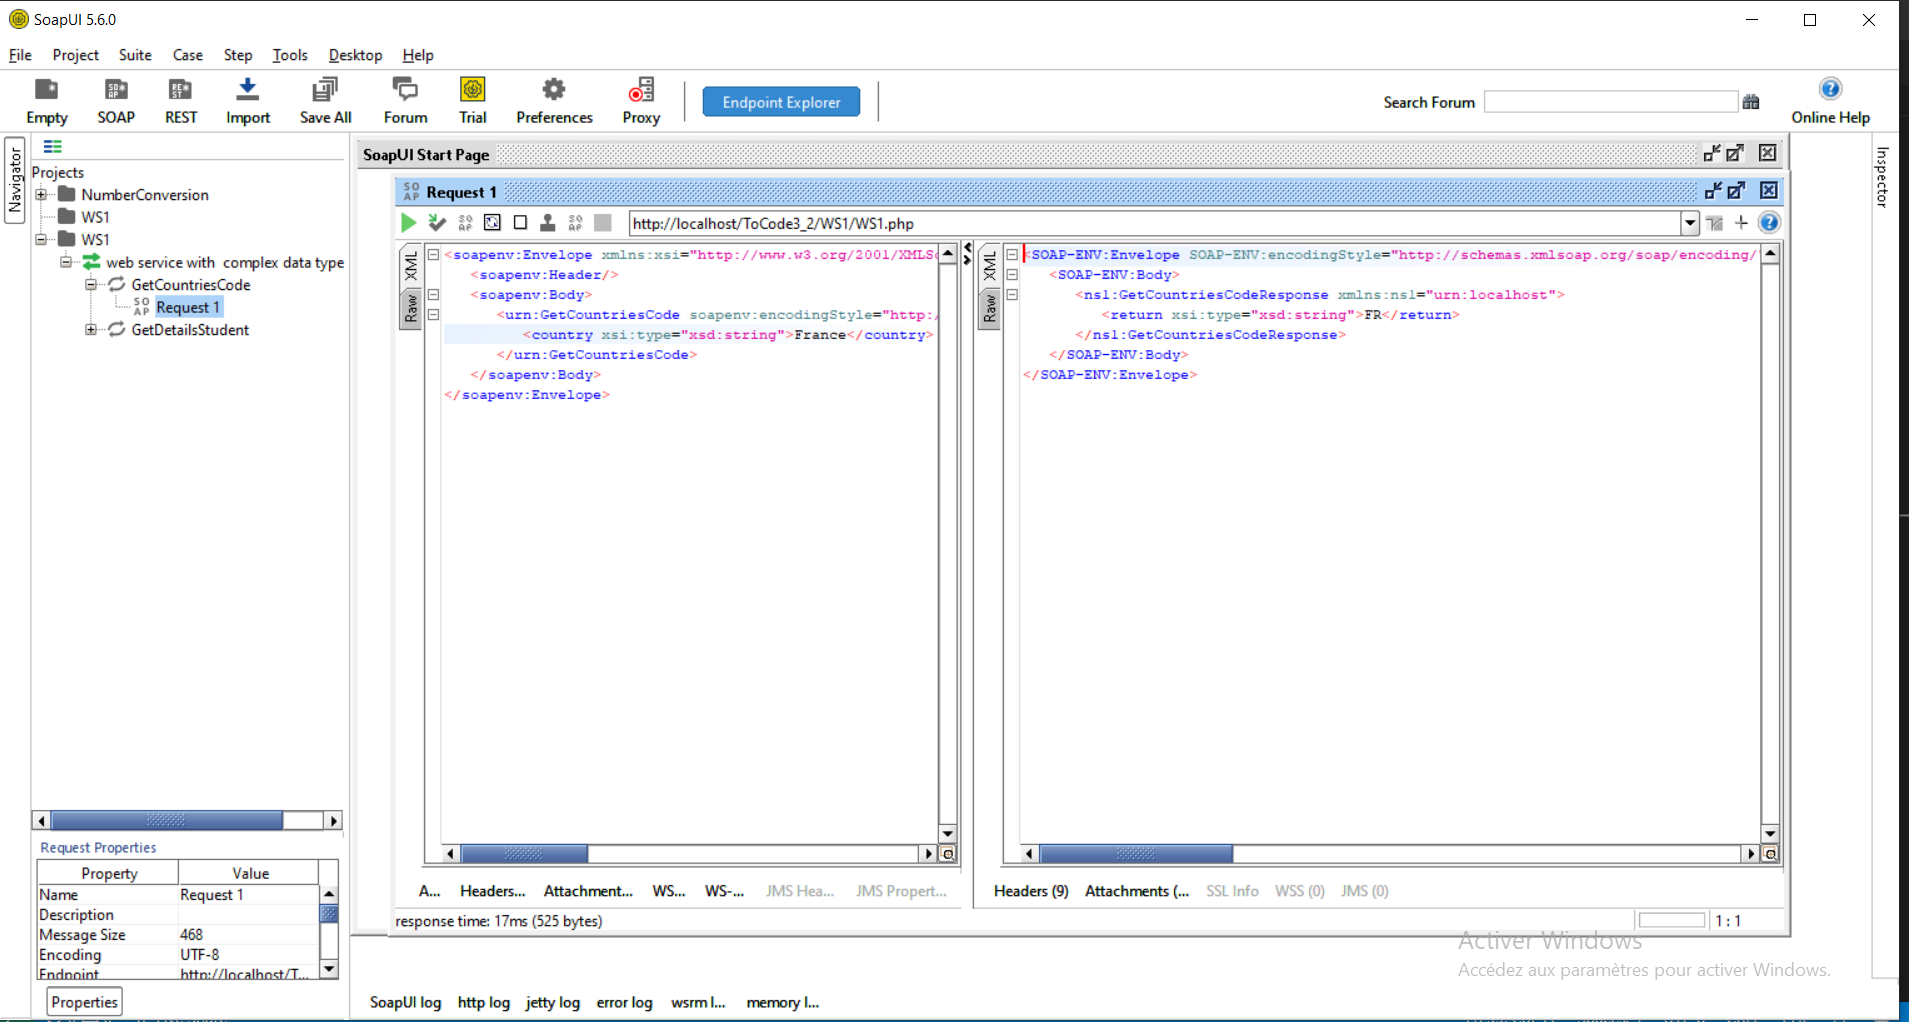 SoapUI 5.6.0
File Project Suite Case Step Tools Desktop Help
Empty SOAP REST Import Save All Forum Trial Preferences Proxy Endpoint Explorer Search Forum Online Help
Navigator
Inspector
Projects
NumberConversion
WS1
WS1
web service with complex data type
GetCountriesCode
Request 1
GetDetailsStudent
SoapUI Start Page
Request 1
http://localhost/ToCode3_2/WS1/WS1.php
XML
Raw
<soapenv:Envelope xmlns:xsi="http://www.w3.org/2001/XMLSc
<soapenv:Header/>
<soapenv:Body>
<urn:GetCountriesCode soapenv:encodingStyle="http:/
<country xsi:type="xsd:string">France</country>
</urn:GetCountriesCode>
</soapenv:Body>
</soapenv:Envelope>
XML
Raw
<SOAP-ENV:Envelope SOAP-ENV:encodingStyle="http://schemas.xmlsoap.org/soap/encoding/"
<SOAP-ENV:Body>
<ns1:GetCountriesCodeResponse xmlns:ns1="urn:localhost">
<return xsi:type="xsd:string">FR</return>
</ns1:GetCountriesCodeResponse>
</SOAP-ENV:Body>
</SOAP-ENV:Envelope>
A... Headers... Attachment... WS... WS-... JMS Hea... JMS Propert...
Headers (9) Attachments (... SSL Info WSS (0) JMS (0)
response time: 17ms (525 bytes)
1 : 1
Request Properties
Property Value
Name Request 1
Description
Message Size 468
Encoding UTF-8
Endpoint http://localhost/T...
Properties
SoapUI log http log jetty log error log wsrm l... memory l...
Activer Windows
Accédez aux paramètres pour activer Windows.